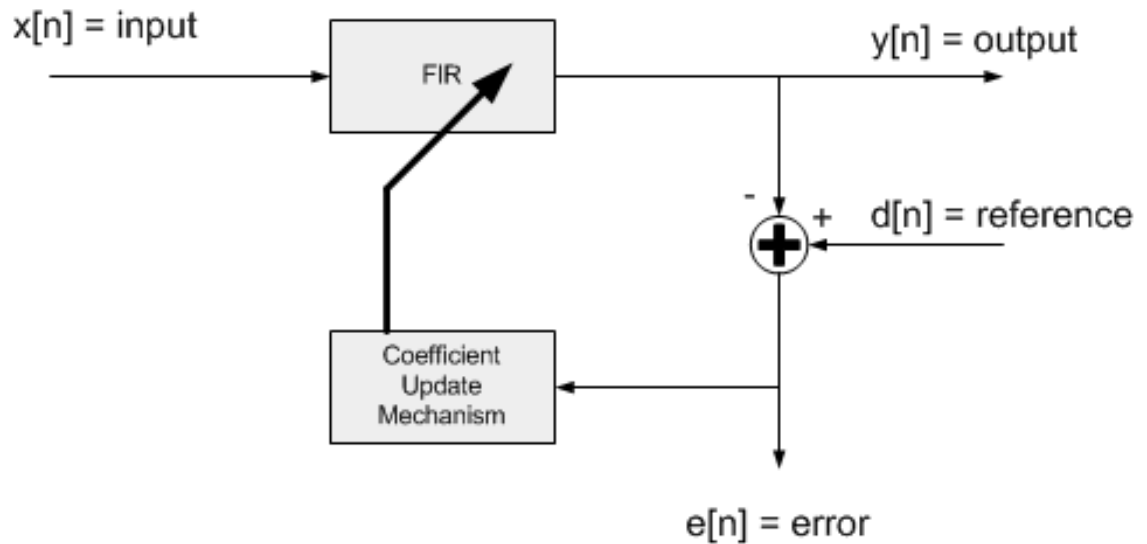 x[n] = input
FIR
y[n] = output
-
+
d[n] = reference
Coefficient
Update
Mechanism
e[n] = error